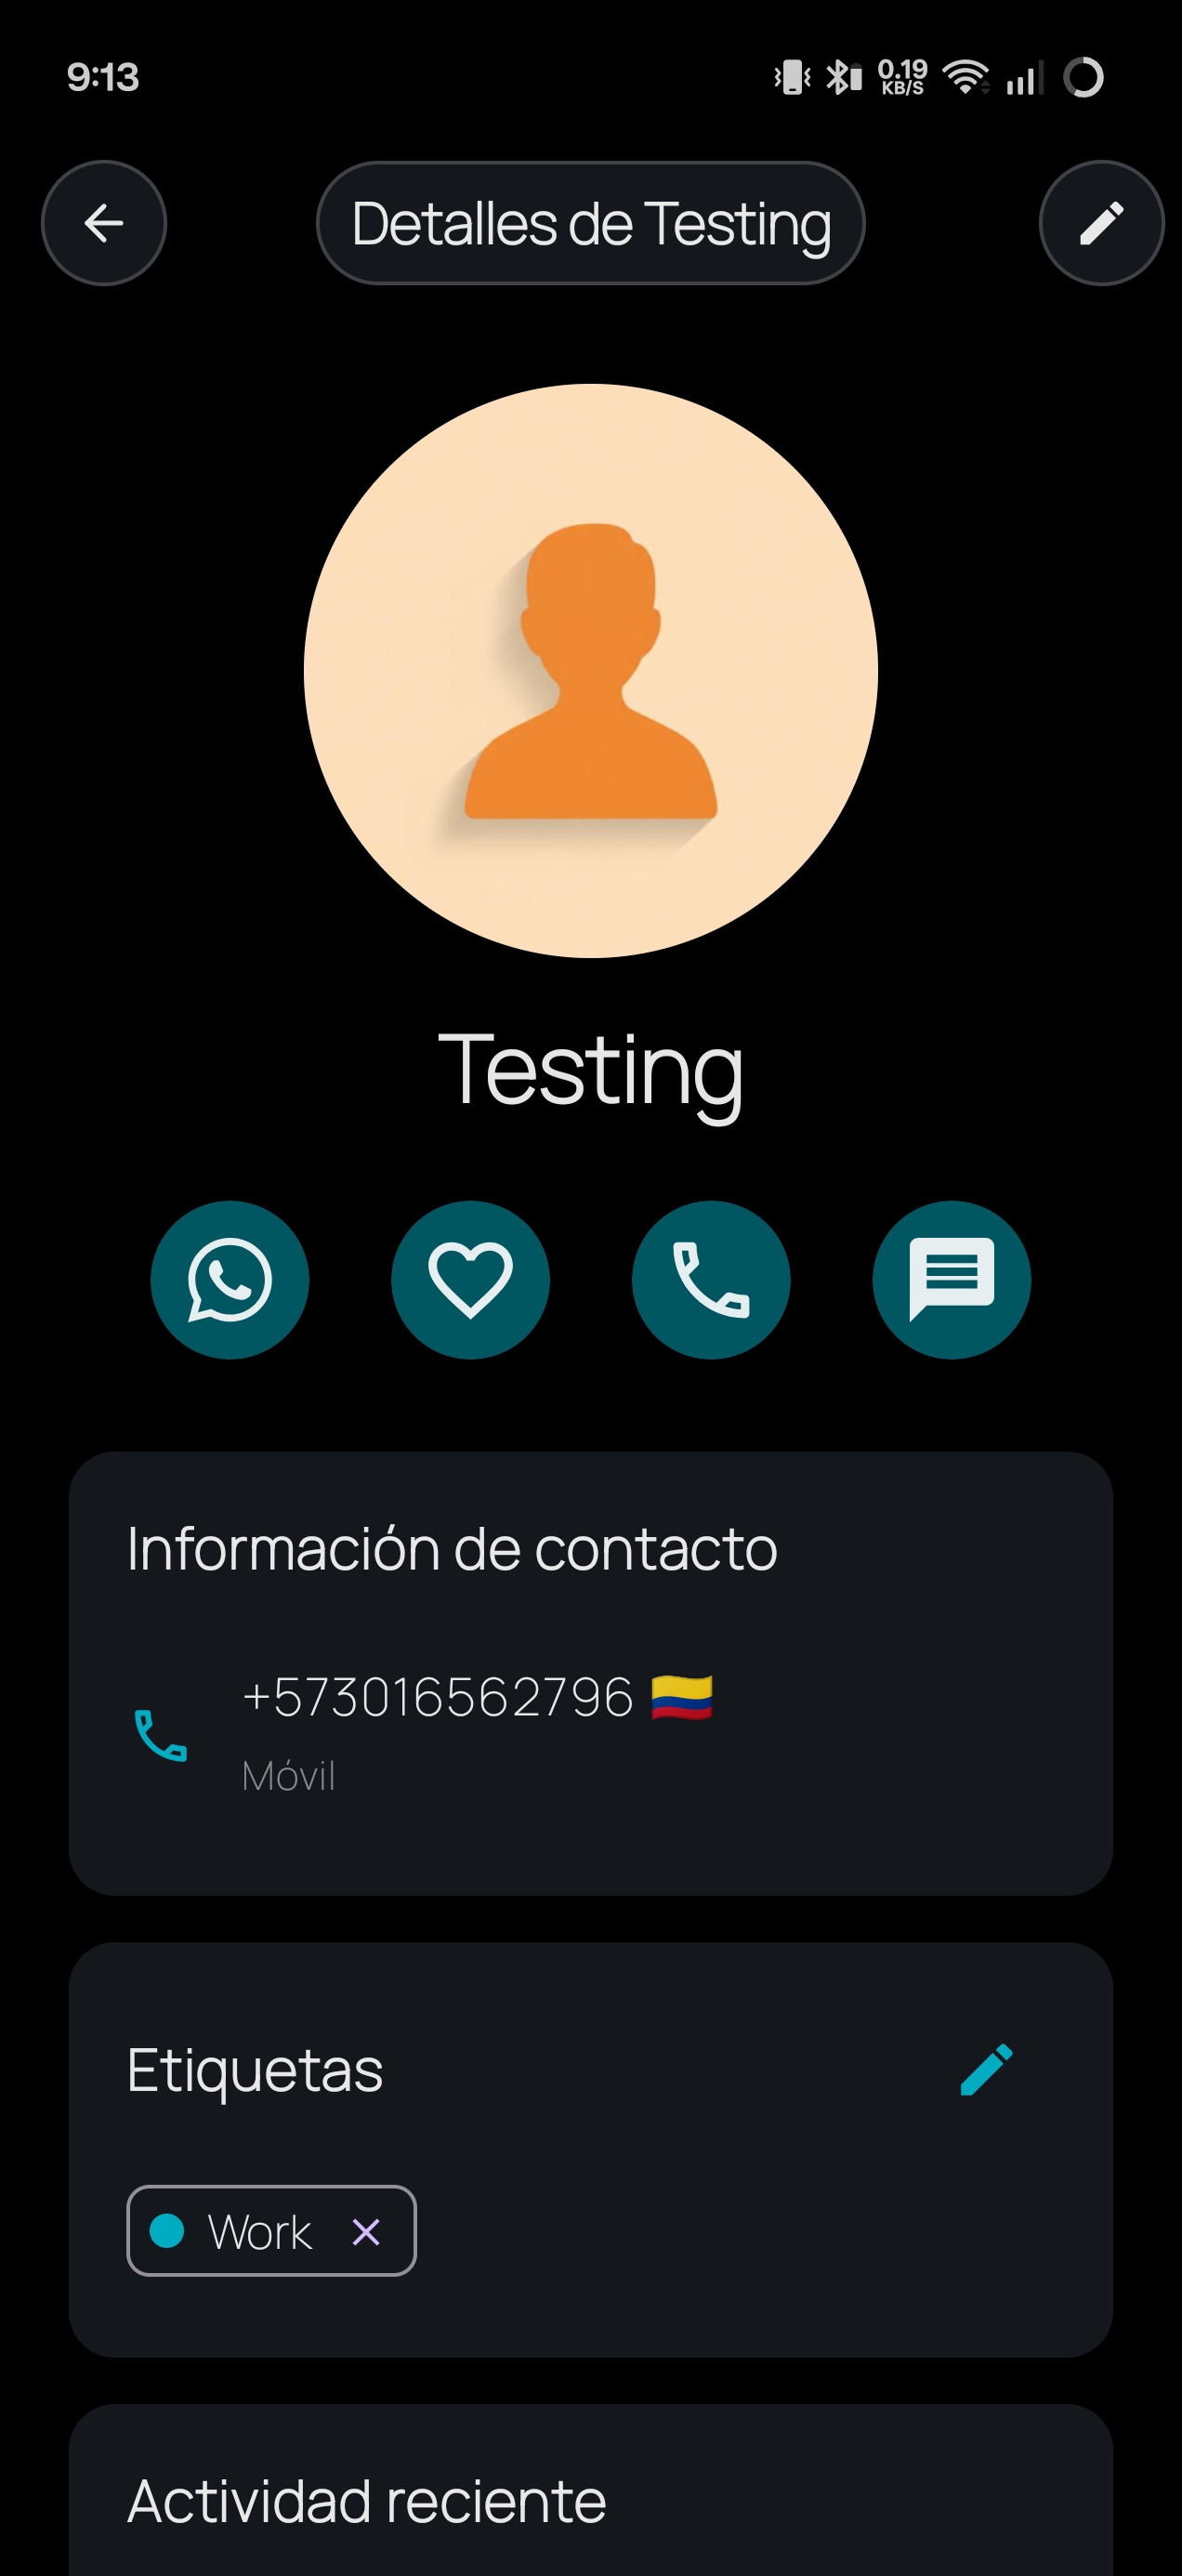 9:13
0.19
KB/S
Detalles de Testing
Testing
Información de contacto
+573016562796 🇨🇴
Móvil
Etiquetas
Work
Actividad reciente